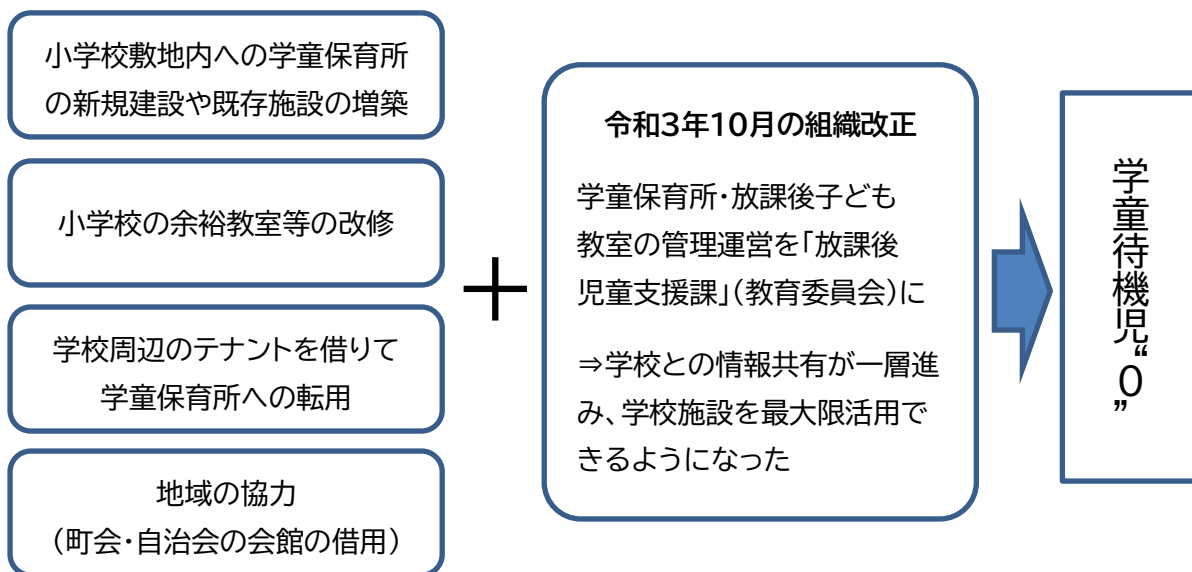 小学校敷地内への学童保育所
の新規建設や既存施設の増築
小学校の余裕教室等の改修
学校周辺のテナントを借りて
学童保育所への転用
地域の協力
（町会・自治会の会館の借用）
＋
令和3年10月の組織改正
学童保育所・放課後子ども
教室の管理運営を「放課後
児童支援課」（教育委員会）に
⇒学校との情報共有が一層進
み、学校施設を最大限活用で
きるようになった
学童待機児“0”